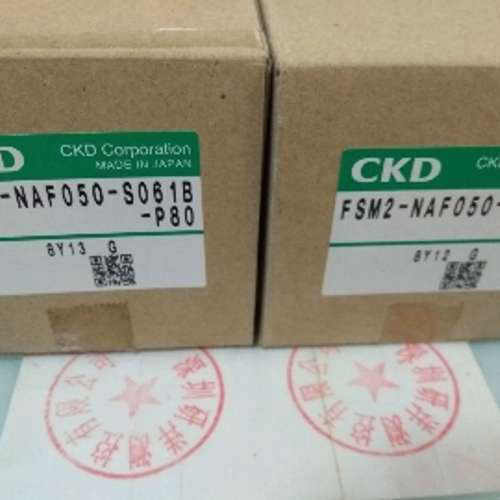 CKD
CKD Corporation
MADE IN JAPAN
-NAF050-S061B
-P80
8Y13 G
CKD
CK
FSM2-NAF050-
8Y12 G